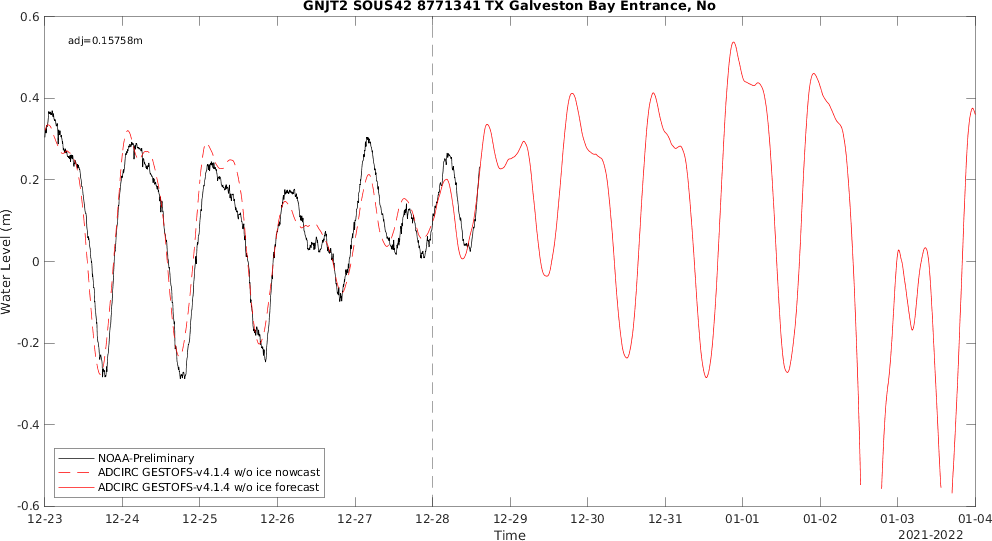 GNJT2 SOUS42 8771341 TX Galveston Bay Entrance, No
adj=0.15758m
0.6
0.4
0.2
0
-0.2
-0.4
-0.6
Water Level (m)
NOAA-Preliminary
ADCIRC GESTOFS-v4.1.4 w/o ice nowcast
ADCIRC GESTOFS-v4.1.4 w/o ice forecast
12-23 12-24 12-25 12-26 12-27 12-28 12-29 12-30 12-31 01-01 01-02 01-03 01-04
Time
2021-2022